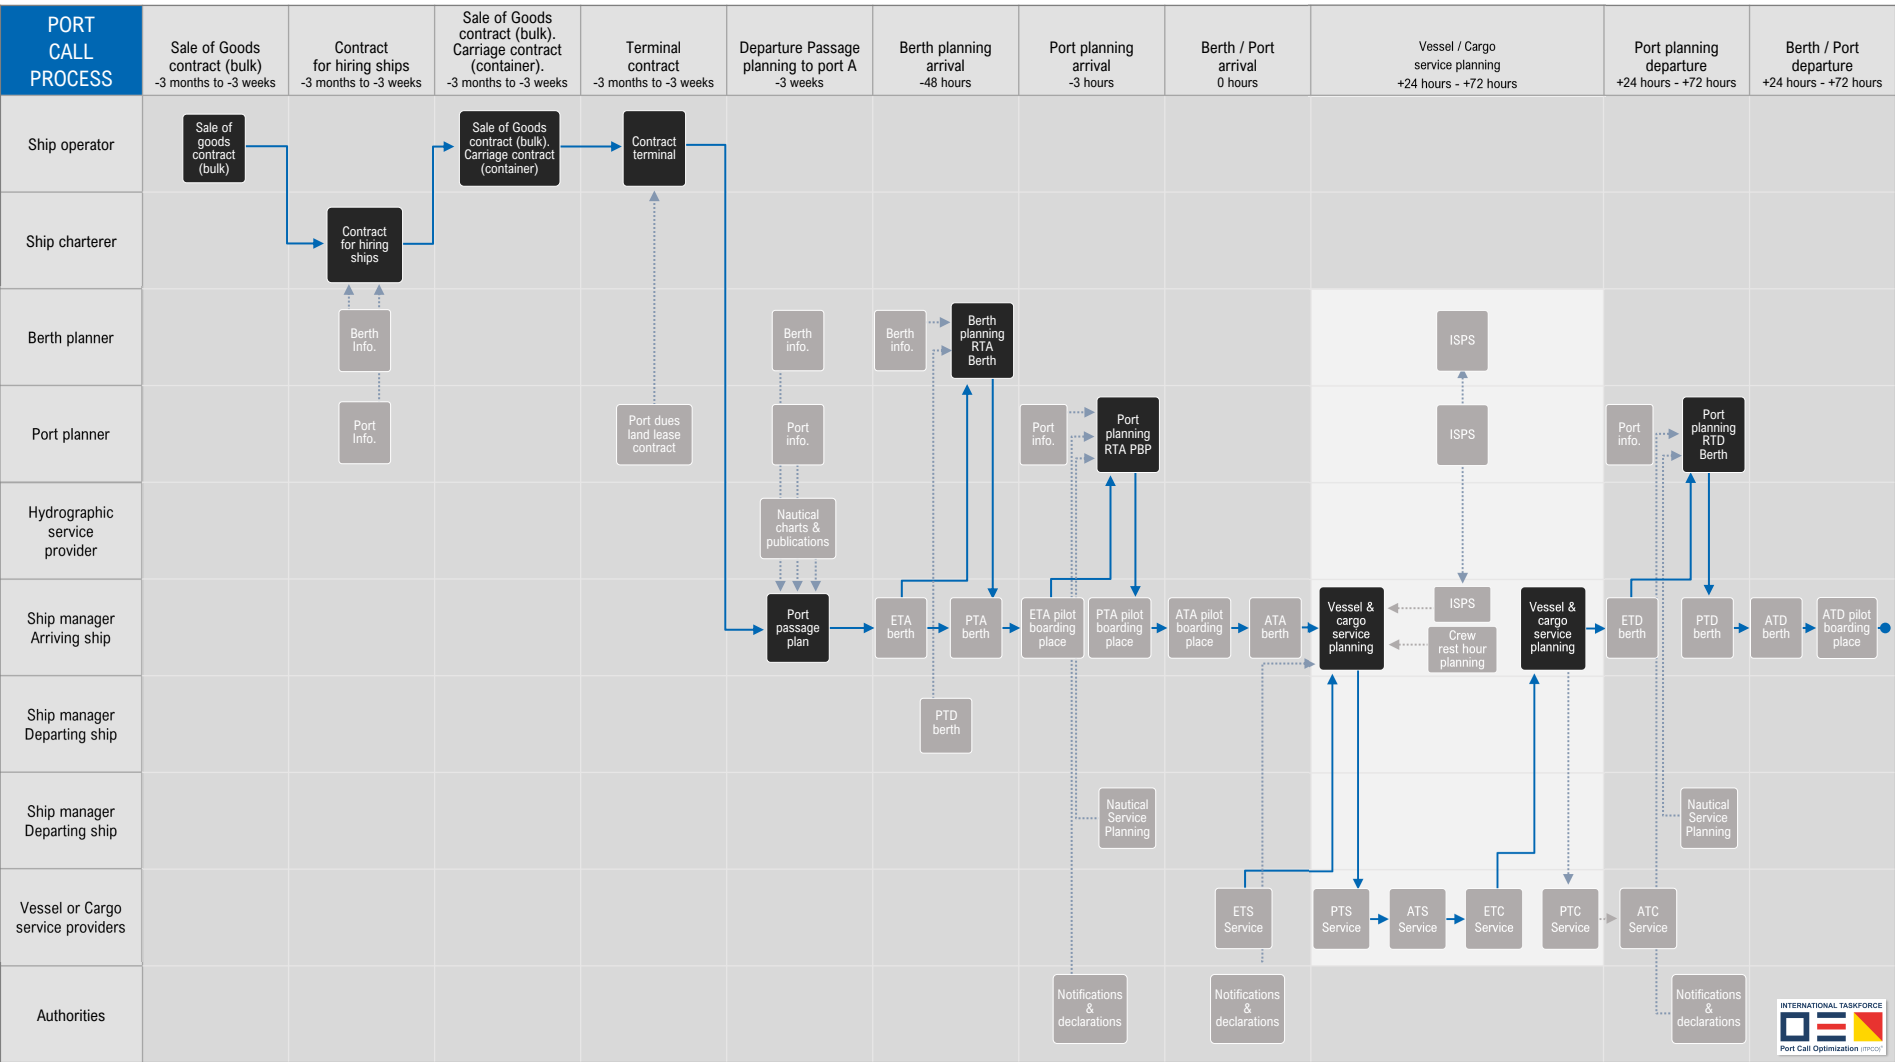 PORT
CALL
PROCESS
Sale of Goods
contract (bulk)
-3 months to -3 weeks
Contract
for hiring ships
-3 months to -3 weeks
Sale of Goods
contract (bulk).
Carriage contract
(container).
-3 months to -3 weeks
Terminal
contract
-3 months to -3 weeks
Departure Passage
planning to port A
-3 weeks
Berth planning
arrival
-48 hours
Port planning
arrival
-3 hours
Berth / Port
arrival
0 hours
Vessel / Cargo
service planning
+24 hours - +72 hours
Port planning
departure
+24 hours - +72 hours
Berth / Port
departure
+24 hours - +72 hours
Ship operator
Sale of
goods
contract
(bulk)
Sale of Goods
contract (bulk).
Carriage contract
(container)
Contract
terminal
Ship charterer
Contract
for hiring
ships
Berth planner
Berth
Info.
Berth
info.
Berth
info.
Berth
planning
RTA
Berth
ISPS
Port planner
Port
Info.
Port dues
land lease
contract
Port
info.
Port
info.
Port
planning
RTA PBP
ISPS
Port
info.
Port
planning
RTD
Berth
Hydrographic
service
provider
Nautical
charts &
publications
Ship manager
Arriving ship
Port
passage
plan
ETA
berth
PTA
berth
ETA pilot
boarding
place
PTA pilot
boarding
place
ATA pilot
boarding
place
ATA
berth
Vessel &
cargo
service
planning
ISPS
Crew
rest hour
planning
Vessel &
cargo
service
planning
ETD
berth
PTD
berth
ATD
berth
ATD pilot
boarding
place
Ship manager
Departing ship
PTD
berth
Ship manager
Departing ship
Nautical
Service
Planning
Nautical
Service
Planning
Vessel or Cargo
service providers
ETS
Service
PTS
Service
ATS
Service
ETC
Service
PTC
Service
ATC
Service
Authorities
Notifications
&
declarations
Notifications
&
declarations
Notifications
&
declarations
INTERNATIONAL TASKFORCE
Port Call Optimization (ITPCO)